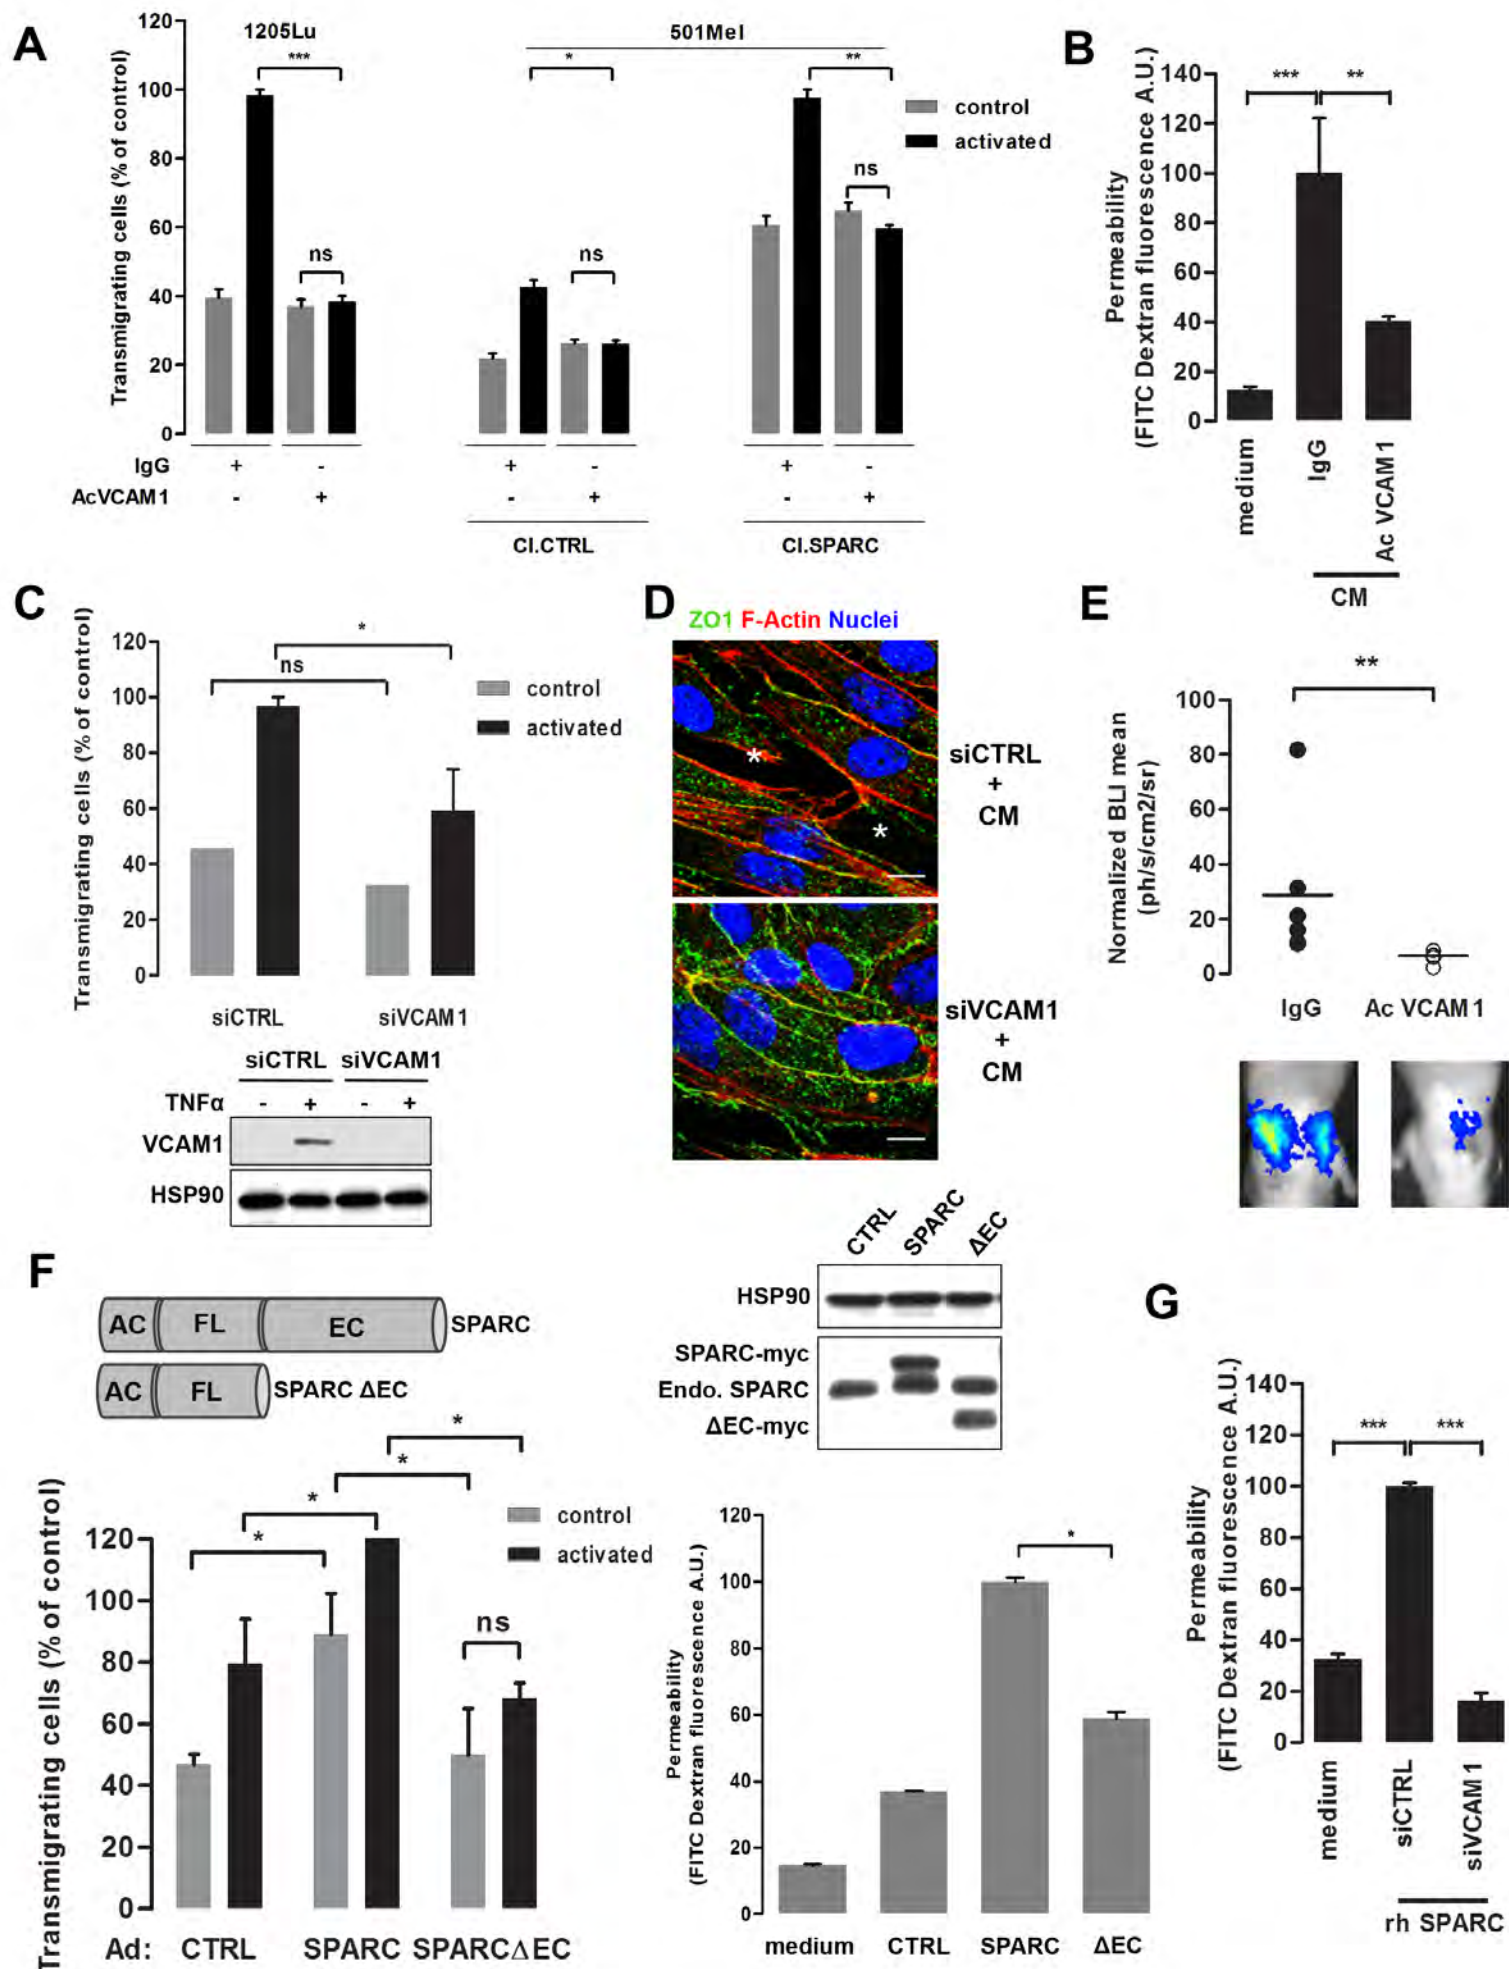 A
1205Lu
501Mel
***
*
**
ns
ns
ns
control
activated
Transmigrating cells (% of control)
120
100
80
60
40
20
0
IgG + - + - + -
AcVCAM1 - + - + - +
Cl.CTRL
Cl.SPARC
B
Permeability
(FITC Dextran fluorescence A.U.)
140
120
100
80
60
40
20
0
***
**
medium
IgG
Ac VCAM1
CM
C
Transmigrating cells (% of control)
120
100
80
60
40
20
0
*
ns
control
activated
siCTRL
siVCAM1
siCTRL siVCAM1
TNFα - + - +
VCAM1
HSP90
D
ZO1 F-Actin Nuclei
*
*
siCTRL
+
CM
siVCAM1
+
CM
E
Normalized BLI mean
(ph/s/cm2/sr)
100
80
60
40
20
0
**
IgG
Ac VCAM1
F
AC FL EC SPARC
AC FL SPARC ΔEC
CTRL SPARC ΔEC
HSP90
SPARC-myc
Endo. SPARC
ΔEC-myc
Transmigrating cells (% of control)
120
100
80
60
40
20
0
*
*
*
*
ns
control
activated
Ad: CTRL SPARC SPARCΔEC
Permeability
(FITC Dextran fluorescence A.U.)
120
100
80
60
40
20
0
*
medium CTRL SPARC ΔEC
G
Permeability
(FITC Dextran fluorescence A.U.)
140
120
100
80
60
40
20
0
***
***
medium
siCTRL
siVCAM1
rh SPARC